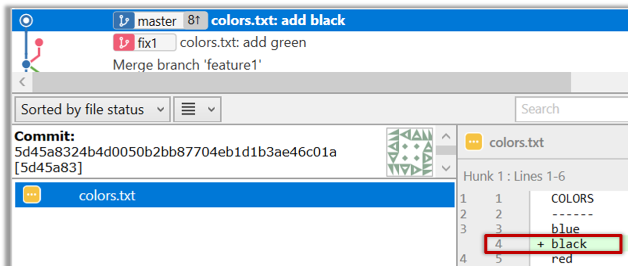 master 8↑ colors.txt: add black
fix1 colors.txt: add green
Merge branch 'feature1'
Sorted by file status
Search
Commit:
5d45a8324b4d0050b2bb87704eb1d1b3ae46c01a
[5d45a83]
colors.txt
colors.txt
Hunk 1 : Lines 1-6
1 1 COLORS
2 2 ------
3 3 blue
4 + black
4 5 red